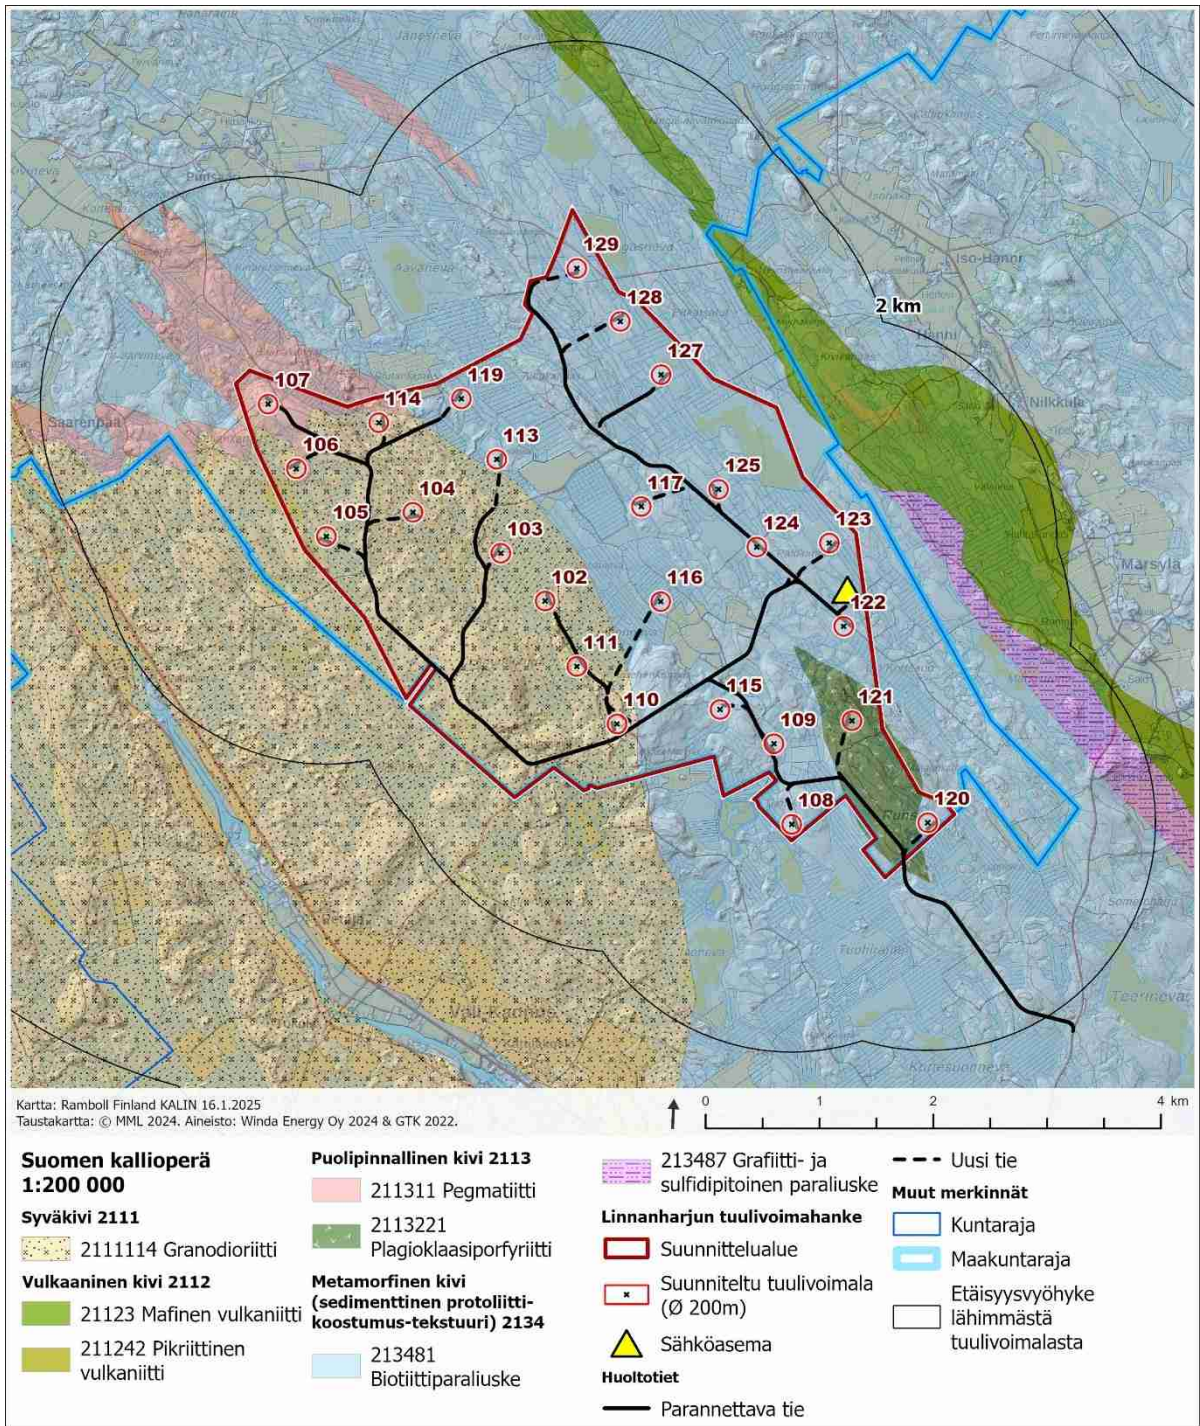 Jänesneva
Aavaneva
Iso-Hanni
Hanni
Nilkkula
Märsylä
Saarenpää
Tuohiräme
Teerineva
2 km
129
128
127
107
119
114
113
106
125
117
104
105
103
124
123
102
116
122
111
110
115
121
109
108
120
Kartta: Ramboll Finland KALIN 16.1.2025
Taustakartta: © MML 2024. Aineisto: Winda Energy Oy 2024 & GTK 2022.
0 1 2 4 km
Suomen kallioperä
1:200 000
Syväkivi 2111
2111114 Granodioriitti
Vulkaaninen kivi 2112
21123 Mafinen vulkaniitti
211242 Pikriittinen
vulkaniitti
Puolipinnallinen kivi 2113
211311 Pegmatiitti
2113221
Plagioklaasiporfyriitti
Metamorfinen kivi
(sedimenttinen protoliitti-
koostumus-tekstuuri) 2134
213481
Biotiittiparaliuske
213487 Grafiitti- ja
sulfidipitoinen paraliuske
Linnanharjun tuulivoimahanke
Suunnittelualue
Suunniteltu tuulivoimala
(Ø 200m)
Sähköasema
Huoltotiet
Parannettava tie
Uusi tie
Muut merkinnät
Kuntaraja
Maakuntaraja
Etäisyysvyöhyke
lähimmästä
tuulivoimalasta